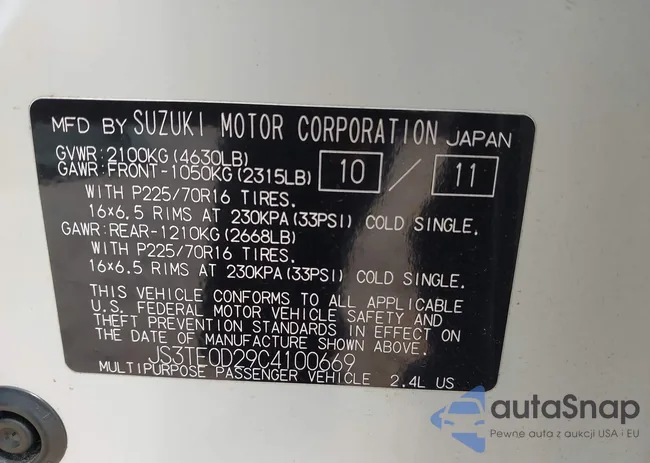 MFD BY SUZUKI MOTOR CORPORATION JAPAN
GVWR: 2100KG (4630LB)
GAWR: FRONT-1050KG (2315LB) 10 / 11
WITH P225/70R16 TIRES.
16×6.5 RIMS AT 230KPA (33PSI) COLD SINGLE.
GAWR: REAR-1210KG (2668LB)
WITH P225/70R16 TIRES.
16×6.5 RIMS AT 230KPA (33PSI) COLD SINGLE.
THIS VEHICLE CONFORMS TO ALL APPLICABLE
U.S. FEDERAL MOTOR VEHICLE SAFETY AND
THEFT PREVENTION STANDARDS IN EFFECT ON
THE DATE OF MANUFACTURE SHOWN ABOVE.
JS3TE0D29C4100669
MULTIPURPOSE PASSENGER VEHICLE 2.4L US
autaSnap
Pewne auta z aukcji USA i EU